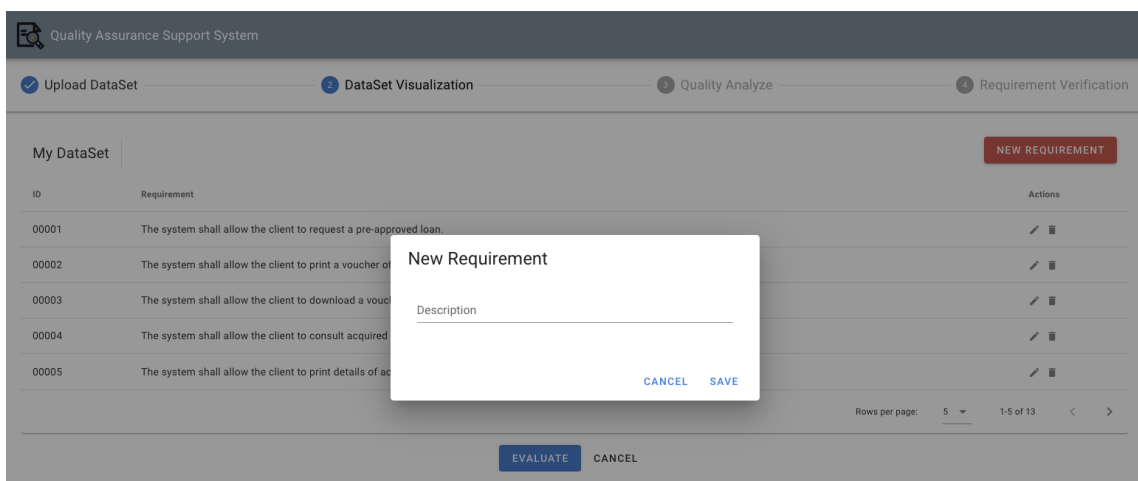 Quality Assurance Support System
Upload DataSet
2 DataSet Visualization
3 Quality Analyze
4 Requirement Verification
My DataSet
NEW REQUIREMENT
ID Requirement Actions
00001 The system shall allow the client to request a pre-approved loan.
00002 The system shall allow the client to print a voucher of
00003 The system shall allow the client to download a
00004 The system shall allow the client to consult acquired
00005 The system shall allow the client to print details of
New Requirement
Description
CANCEL SAVE
Rows per page: 5 1-5 of 13
EVALUATE CANCEL